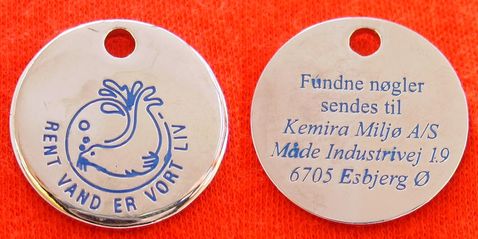 RENT VAND ER VORT LIV
Fundne nøgler
sendes til
Kemira Miljø A/S
Måde Industrivej 19
6705 Esbjerg Ø